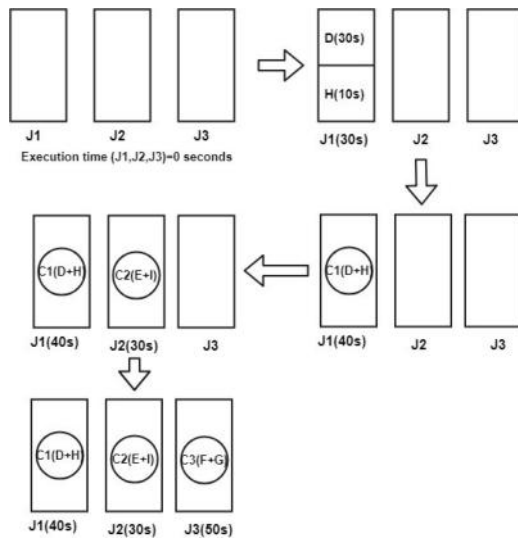 D(30s)
H(10s)
J1 J2 J3 J1(30s) J2 J3
Execution time (J1,J2,J3)=0 seconds
C1(D+H) C2(E+I) C1(D+H)
J1(40s) J2(30s) J3 J1(40s) J2 J3
C1(D+H) C2(E+I) C3(F+G)
J1(40s) J2(30s) J3(50s)